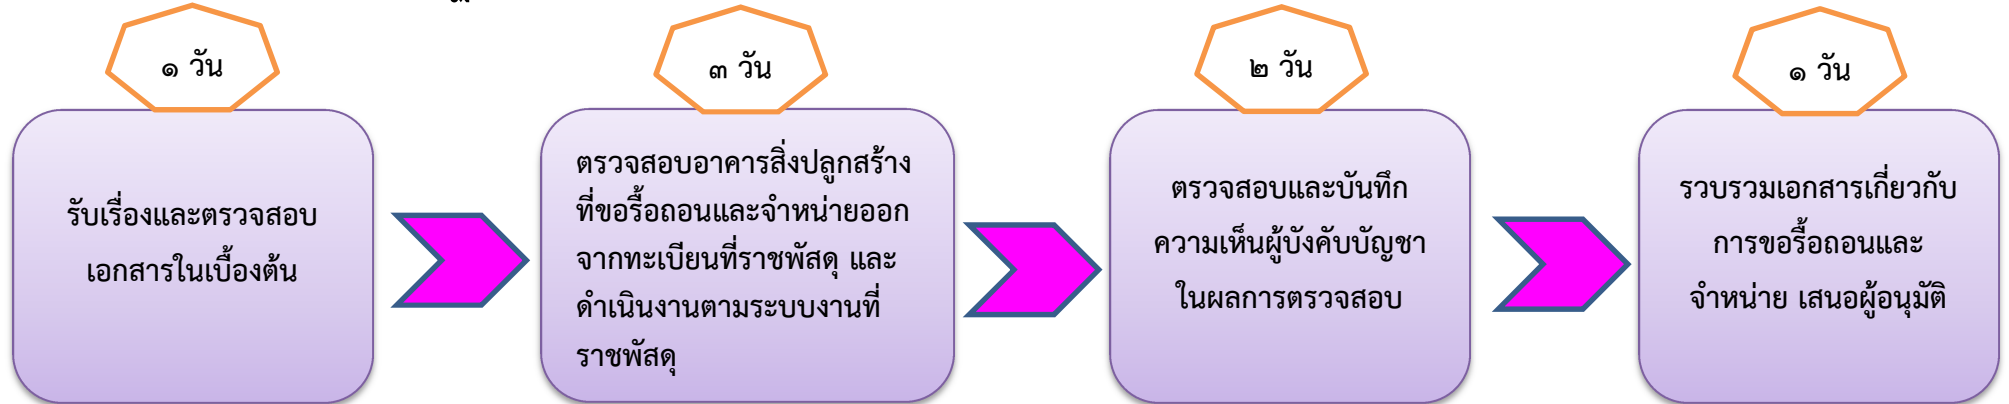 ๑ วัน
รับเรื่องและตรวจสอบ
เอกสารในเบื้องต้น
๓ วัน
ตรวจสอบอาคารสิ่งปลูกสร้าง
ที่ขอรื้อถอนและจำหน่ายออก
จากทะเบียนที่ราชพัสดุ และ
ดำเนินงานตามระบบงานที่
ราชพัสดุ
๒ วัน
ตรวจสอบและบันทึก
ความเห็นผู้บังคับบัญชา
ในผลการตรวจสอบ
๑ วัน
รวบรวมเอกสารเกี่ยวกับ
การขอรื้อถอนและ
จำหน่าย เสนอผู้อนุมัติ